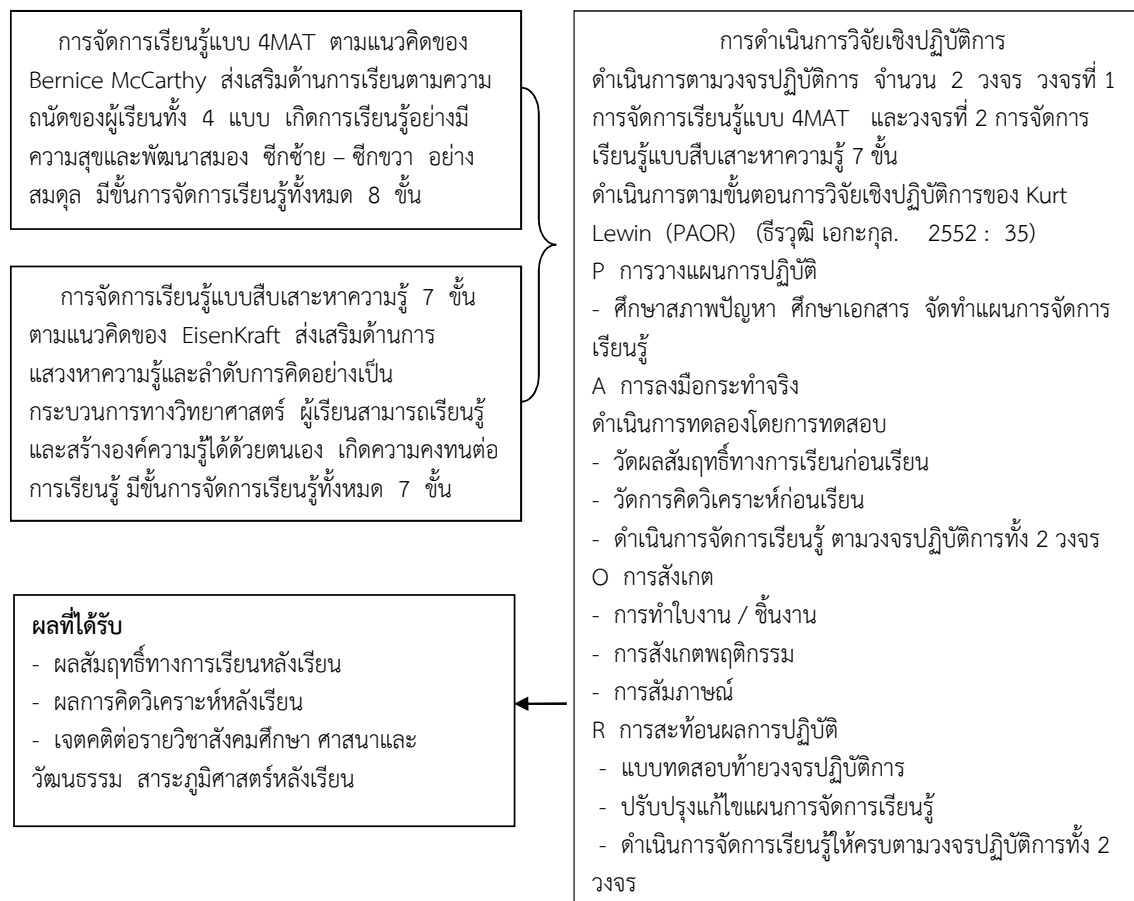 การจัดการเรียนรู้แบบ 4MAT ตามแนวคิดของ
Bernice McCarthy ส่งเสริมด้านการเรียนตามความ
ถนัดของผู้เรียนทั้ง 4 แบบ เกิดการเรียนรู้อย่างมี
ความสุขและพัฒนาสมอง ซีกซ้าย – ซีกขวา อย่าง
สมดุล มีขั้นการจัดการเรียนรู้ทั้งหมด 8 ขั้น
การจัดการเรียนรู้แบบสืบเสาะหาความรู้ 7 ขั้น
ตามแนวคิดของ EisenKraft ส่งเสริมด้านการ
แสวงหาความรู้และลำดับการคิดอย่างเป็น
กระบวนการทางวิทยาศาสตร์ ผู้เรียนสามารถเรียนรู้
และสร้างองค์ความรู้ได้ด้วยตนเอง เกิดความคงทนต่อ
การเรียนรู้ มีขั้นการจัดการเรียนรู้ทั้งหมด 7 ขั้น
การดำเนินการวิจัยเชิงปฏิบัติการ
ดำเนินการตามวงจรปฏิบัติการ จำนวน 2 วงจร วงจรที่ 1
การจัดการเรียนรู้แบบ 4MAT และวงจรที่ 2 การจัดการ
เรียนรู้แบบสืบเสาะหาความรู้ 7 ขั้น
ดำเนินการตามขั้นตอนการวิจัยเชิงปฏิบัติการของ Kurt
Lewin (PAOR) (ธีรวุฒิ เอกะกุล. 2552 : 35)
P การวางแผนการปฏิบัติ
- ศึกษาสภาพปัญหา ศึกษาเอกสาร จัดทำแผนการจัดการ
เรียนรู้
A การลงมือกระทำจริง
ดำเนินการทดลองโดยการทดสอบ
- วัดผลสัมฤทธิ์ทางการเรียนก่อนเรียน
- วัดการคิดวิเคราะห์ก่อนเรียน
- ดำเนินการจัดการเรียนรู้ ตามวงจรปฏิบัติการทั้ง 2 วงจร
O การสังเกต
- การทำใบงาน / ชิ้นงาน
- การสังเกตพฤติกรรม
- การสัมภาษณ์
R การสะท้อนผลการปฏิบัติ
- แบบทดสอบท้ายวงจรปฏิบัติการ
- ปรับปรุงแก้ไขแผนการจัดการเรียนรู้
- ดำเนินการจัดการเรียนรู้ให้ครบตามวงจรปฏิบัติการทั้ง 2
วงจร
ผลที่ได้รับ
- ผลสัมฤทธิ์ทางการเรียนหลังเรียน
- ผลการคิดวิเคราะห์หลังเรียน
- เจตคติต่อรายวิชาสังคมศึกษา ศาสนาและ
วัฒนธรรม สาระภูมิศาสตร์หลังเรียน